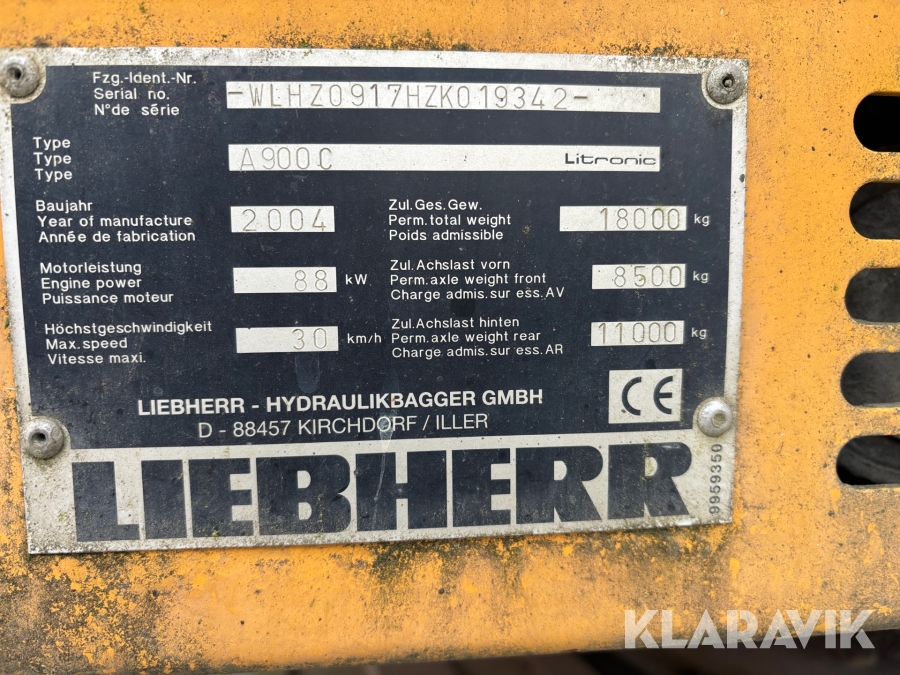 Fzg.-Ident.-Nr.
Serial no. -WLHZ0917HZK019342-
N°de série
Type
Type A900C Litronic
Type
Baujahr
Year of manufacture 2004
Année de fabrication
Zul.Ges.Gew.
Perm.total weight 18000 kg
Poids admissible
Motorleistung
Engine power 88 kW
Puissance moteur
Zul.Achslast vorn
Perm.axle weight front 8500 kg
Charge admis.sur ess.AV
Höchstgeschwindigkeit
Max.speed 30 km/h
Vitesse maxi.
Zul.Achslast hinten
Perm.axle weight rear 11000 kg
Charge admis.sur ess.AR
LIEBHERR - HYDRAULIKBAGGER GMBH
D - 88457 KIRCHDORF / ILLER
CE
LIEBHERR
9959350
KLARAVIK